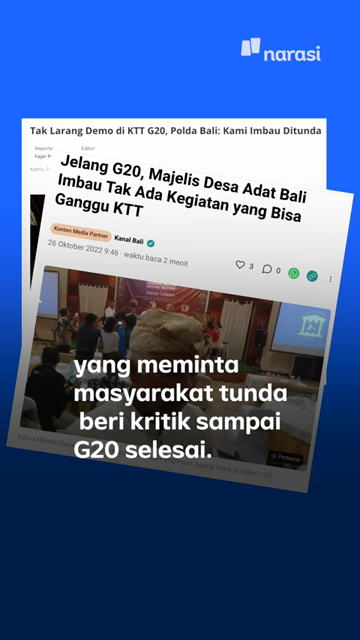 narasi
Tak Larang Demo di KTT G20, Polda Bali: Kami Imbau Ditunda
Editor
Jelang G20, Majelis Desa Adat Bali
Imbau Tak Ada Kegiatan yang Bisa
Ganggu KTT
Konten Media Partner Kanal Bali
26 Oktober 2022 9:46 · waktu baca 2 menit
3 0
yang meminta
masyarakat tunda
beri kritik sampai
G20 selesai.
Perbesar